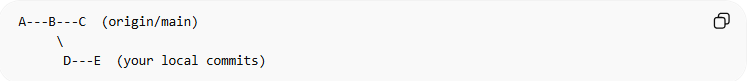 A---B---C  (origin/main)
     \
      D---E  (your local commits)